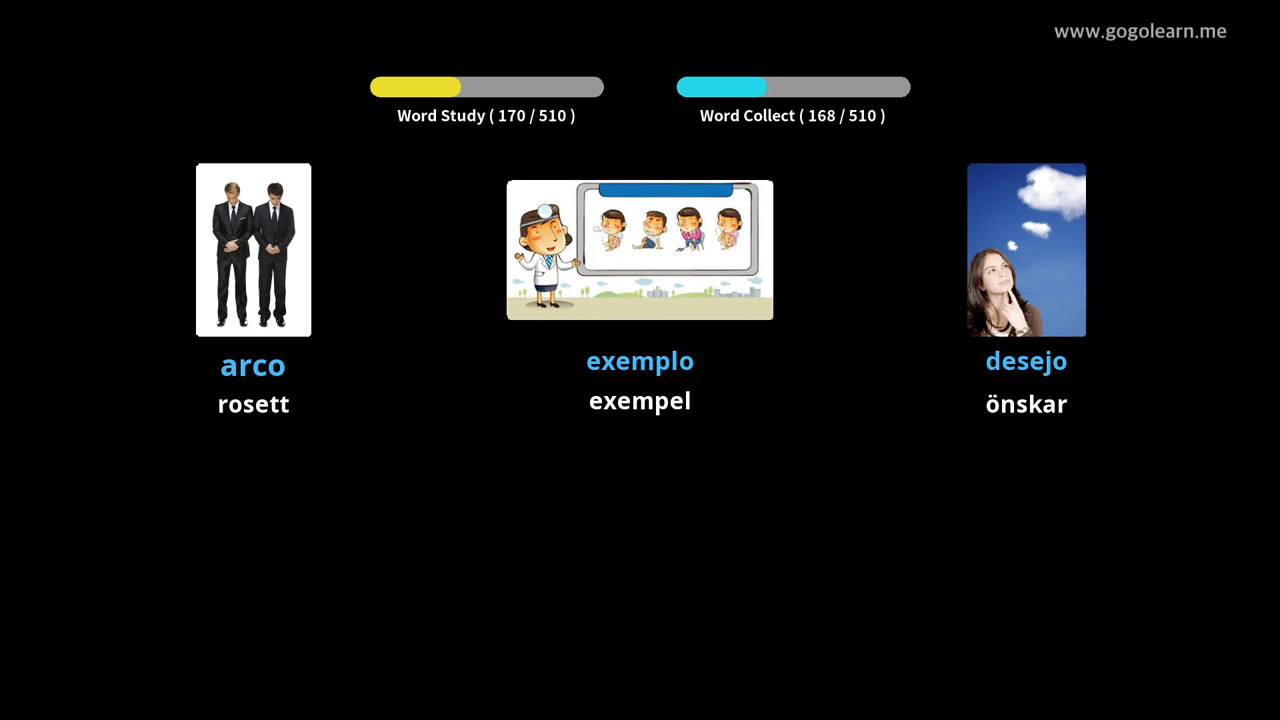 www.gogolearn.me
Word Study ( 170 / 510 )
Word Collect ( 168 / 510 )
arco
rosett
exemplo
exempel
desejo
önskar